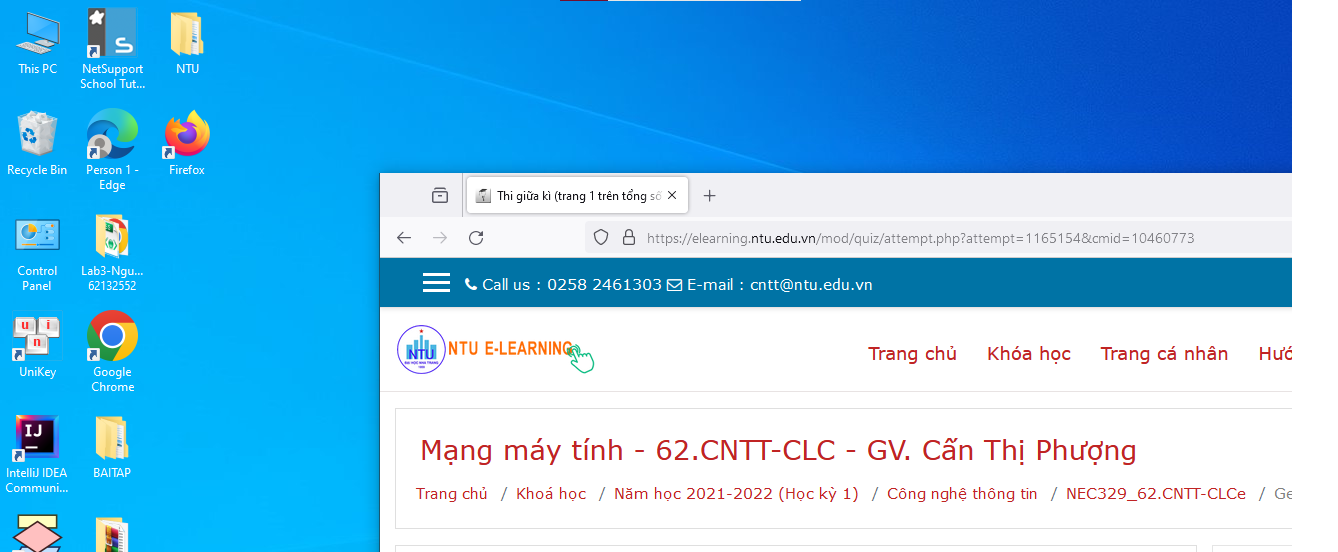 This PC
NetSupport
School Tut...
NTU
Recycle Bin
Person 1 -
Edge
Firefox
Control
Panel
Lab3-Ngu...
62132552
UniKey
Google
Chrome
IntelliJ IDEA
Communi...
BAITAP
Thi giữa kì (trang 1 trên tổng số
https://elearning.ntu.edu.vn/mod/quiz/attempt.php?attempt=1165154&cmid=10460773
Call us : 0258 2461303 E-mail : cntt@ntu.edu.vn
NTU NTU E-LEARNING
Trang chủ Khóa học Trang cá nhân Hướ
Mạng máy tính - 62.CNTT-CLC - GV. Cấn Thị Phượng
Trang chủ / Khoá học / Năm học 2021-2022 (Học kỳ 1) / Công nghệ thông tin / NEC329_62.CNTT-CLCe / Ge